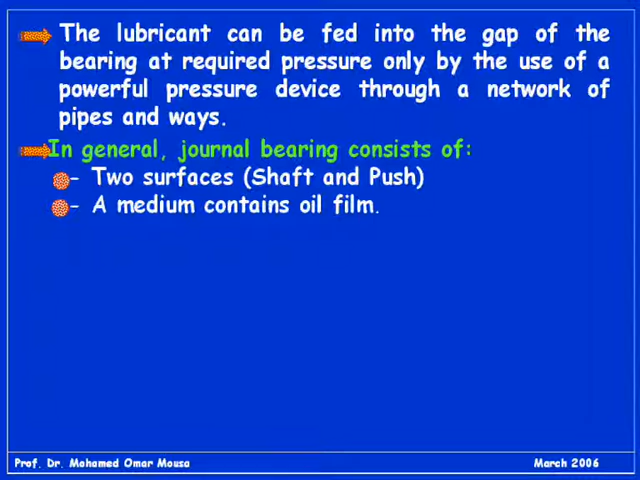 The lubricant can be fed into the gap of the
bearing at required pressure only by the use of a
powerful pressure device through a network of
pipes and ways.
In general, journal bearing consists of:
- Two surfaces (Shaft and Push)
- A medium contains oil film.
Prof. Dr. Mohamed Omar Mousa
March 2006